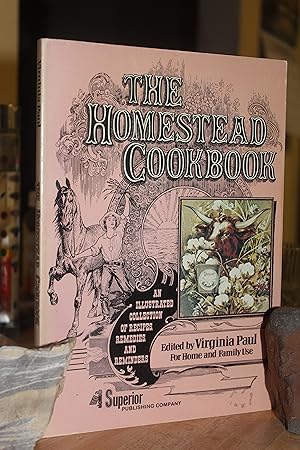 THE
HOMESTEAD
COOKBOOK
AN
ILLUSTRATED
COLLECTION
OF RECIPES
REMEDIES
AND
REMINDERS
Edited by Virginia Paul
For Home and Family Use
Superior
PUBLISHING COMPANY